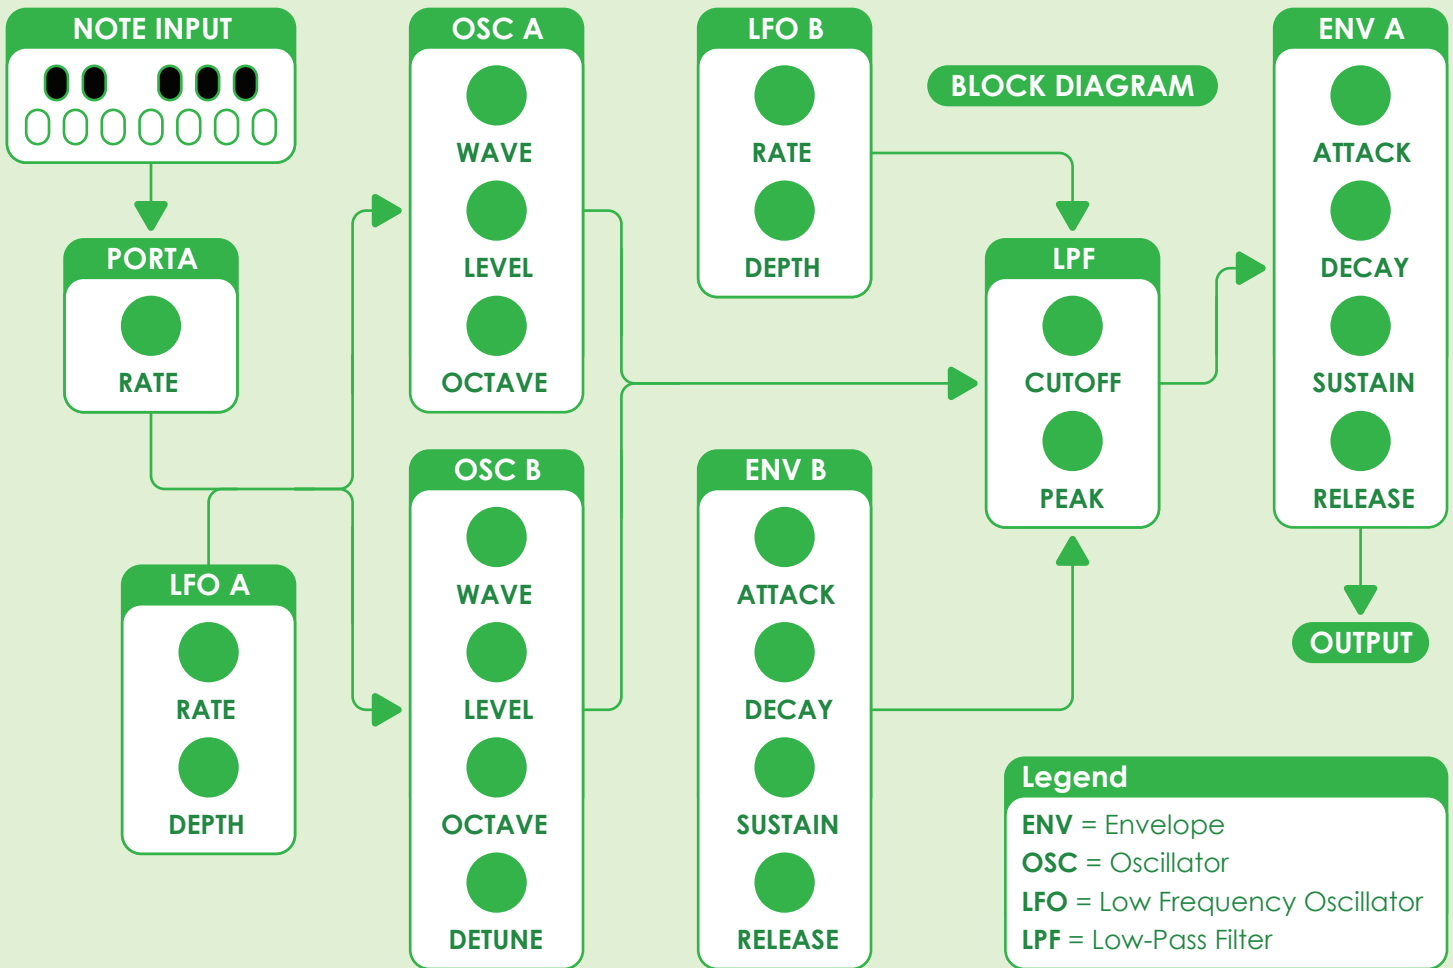 NOTE INPUT
PORTA
RATE
LFO A
RATE
DEPTH
OSC A
WAVE
LEVEL
OCTAVE
OSC B
WAVE
LEVEL
OCTAVE
DETUNE
LFO B
RATE
DEPTH
ENV B
ATTACK
DECAY
SUSTAIN
RELEASE
BLOCK DIAGRAM
LPF
CUTOFF
PEAK
ENV A
ATTACK
DECAY
SUSTAIN
RELEASE
OUTPUT
Legend
ENV = Envelope
OSC = Oscillator
LFO = Low Frequency Oscillator
LPF = Low-Pass Filter